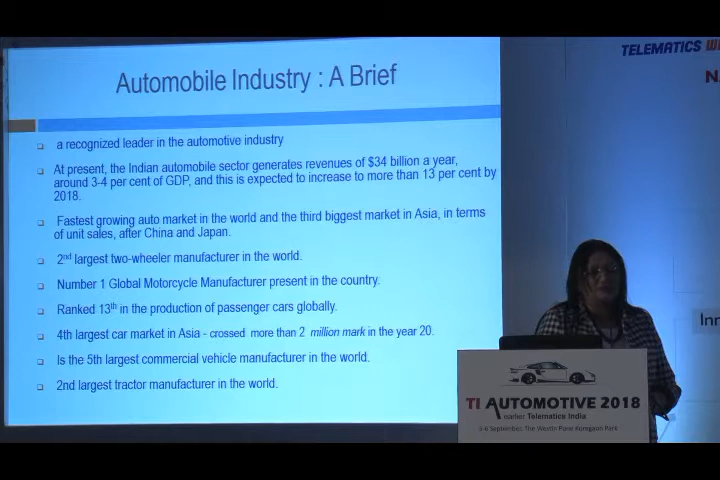 TELEMATICS
Automobile Industry : A Brief
a recognized leader in the automotive industry
At present, the Indian automobile sector generates revenues of $34 billion a year,
around 3-4 per cent of GDP, and this is expected to increase to more than 13 per cent by
2018.
Fastest growing auto market in the world and the third biggest market in Asia, in terms
of unit sales, after China and Japan.
2nd largest two-wheeler manufacturer in the world.
Number 1 Global Motorcycle Manufacturer present in the country.
Ranked 13th in the production of passenger cars globally.
4th largest car market in Asia - crossed more than 2 million mark in the year 20.
Is the 5th largest commercial vehicle manufacturer in the world.
2nd largest tractor manufacturer in the world.
TI AUTOMOTIVE 2018
earlier Telematics India
5-6 September, The Westin Pune Koregaon Park